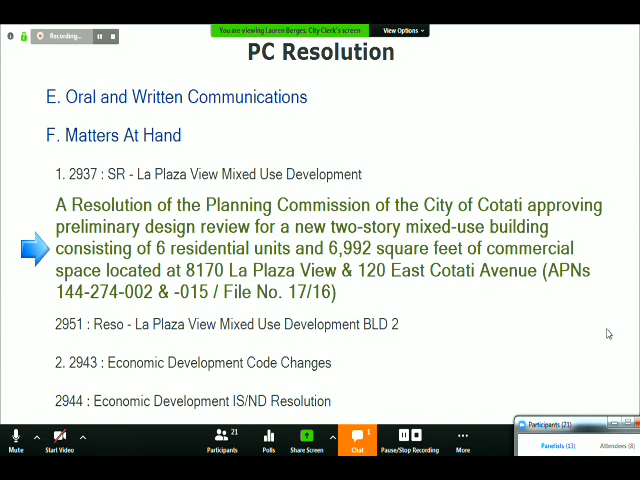 Recording...
You are viewing Lauren Berges, City Clerk's screen
View Options
PC Resolution
E. Oral and Written Communications
F. Matters At Hand
1. 2937 : SR - La Plaza View Mixed Use Development
A Resolution of the Planning Commission of the City of Cotati approving
preliminary design review for a new two-story mixed-use building
consisting of 6 residential units and 6,992 square feet of commercial
space located at 8170 La Plaza View & 120 East Cotati Avenue (APNs
144-274-002 & -015 / File No. 17/16)
2951 : Reso - La Plaza View Mixed Use Development BLD 2
2. 2943 : Economic Development Code Changes
2944 : Economic Development IS/ND Resolution
Participants (21)
Panelists (13) Attendees (8)
21 1
Mute Start Video Participants Polls Share Screen Chat Pause/Stop Recording More